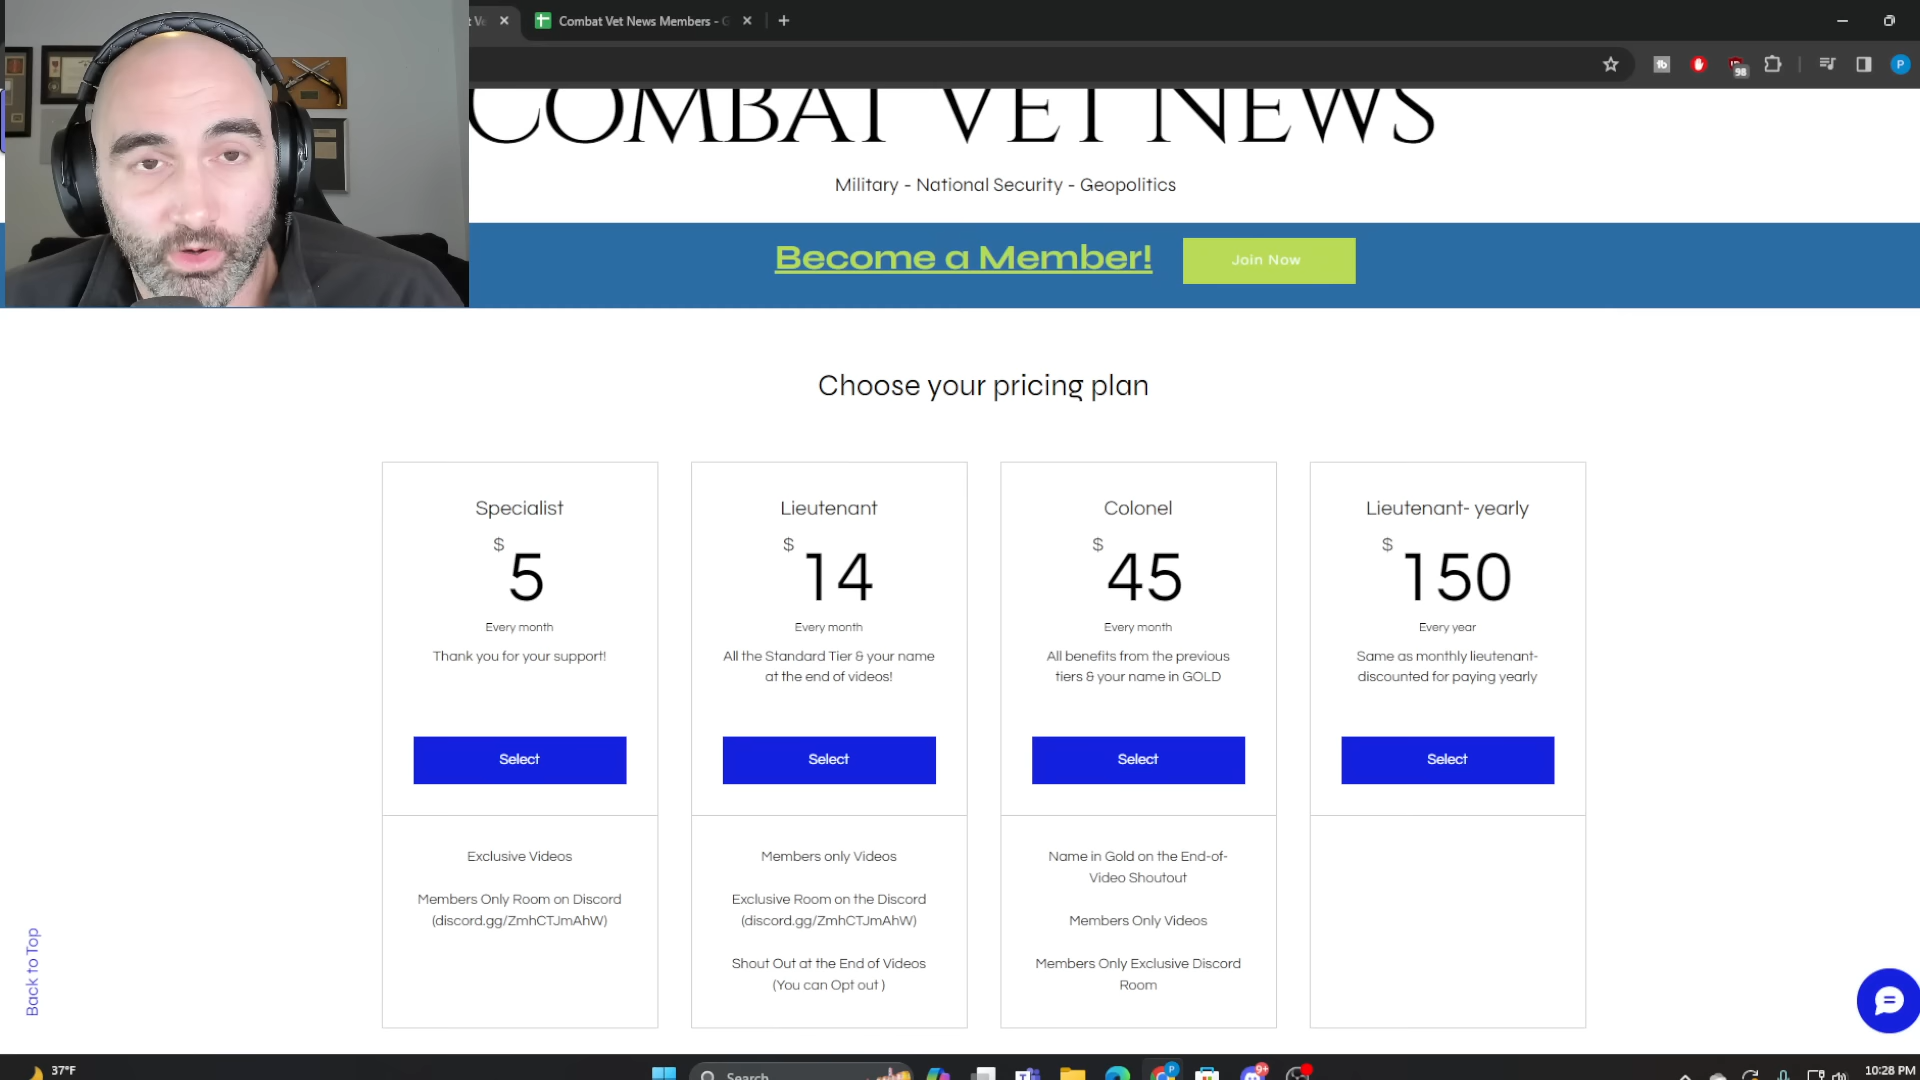 Combat Vet News Members - G
98
P
COMBAT VET NEWS
Military - National Security - Geopolitics
Become a Member!
Join Now
Choose your pricing plan
Specialist
$
5
Every month
Thank you for your support!
Select
Exclusive Videos
Members Only Room on Discord
(discord.gg/ZmhCTJmAhW)
Lieutenant
$
14
Every month
All the Standard Tier & your name
at the end of videos!
Select
Members only Videos
Exclusive Room on the Discord
(discord.gg/ZmhCTJmAhW)
Shout Out at the End of Videos
(You can Opt out )
Colonel
$
45
Every month
All benefits from the previous
tiers & your name in GOLD
Select
Name in Gold on the End-of-
Video Shoutout
Members Only Videos
Members Only Exclusive Discord
Room
Lieutenant- yearly
$
150
Every year
Same as monthly lieutenant-
discounted for paying yearly
Select
Back to Top
37°F
Search
P
9+
10:28 PM